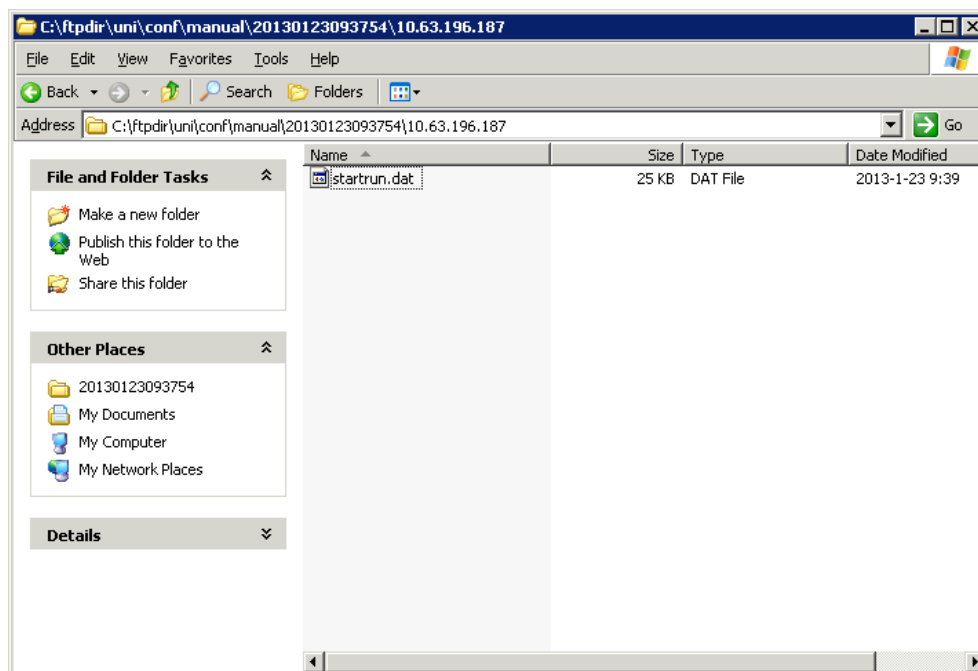 C:\ftpdir\uni\conf\manual\20130123093754\10.63.196.187
File Edit View Favorites Tools Help
Back Search Folders
Address C:\ftpdir\uni\conf\manual\20130123093754\10.63.196.187 Go
Name Size Type Date Modified
startrun.dat 25 KB DAT File 2013-1-23 9:39
File and Folder Tasks
Make a new folder
Publish this folder to the
Web
Share this folder
Other Places
20130123093754
My Documents
My Computer
My Network Places
Details